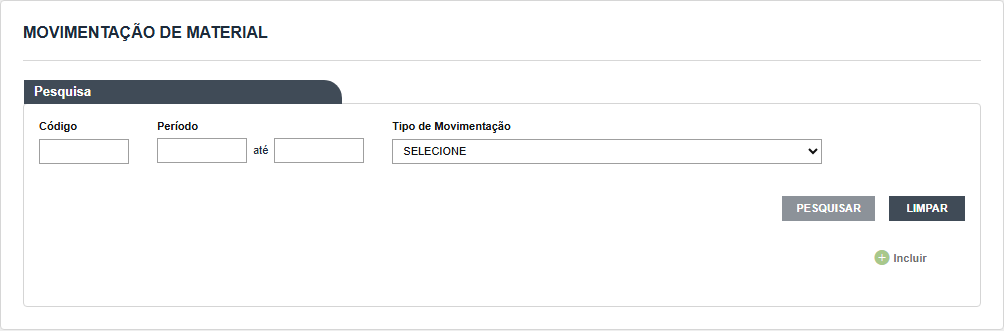 MOVIMENTAÇÃO DE MATERIAL
Pesquisa
Código Período Tipo de Movimentação
até SELECIONE
PESQUISAR LIMPAR
Incluir